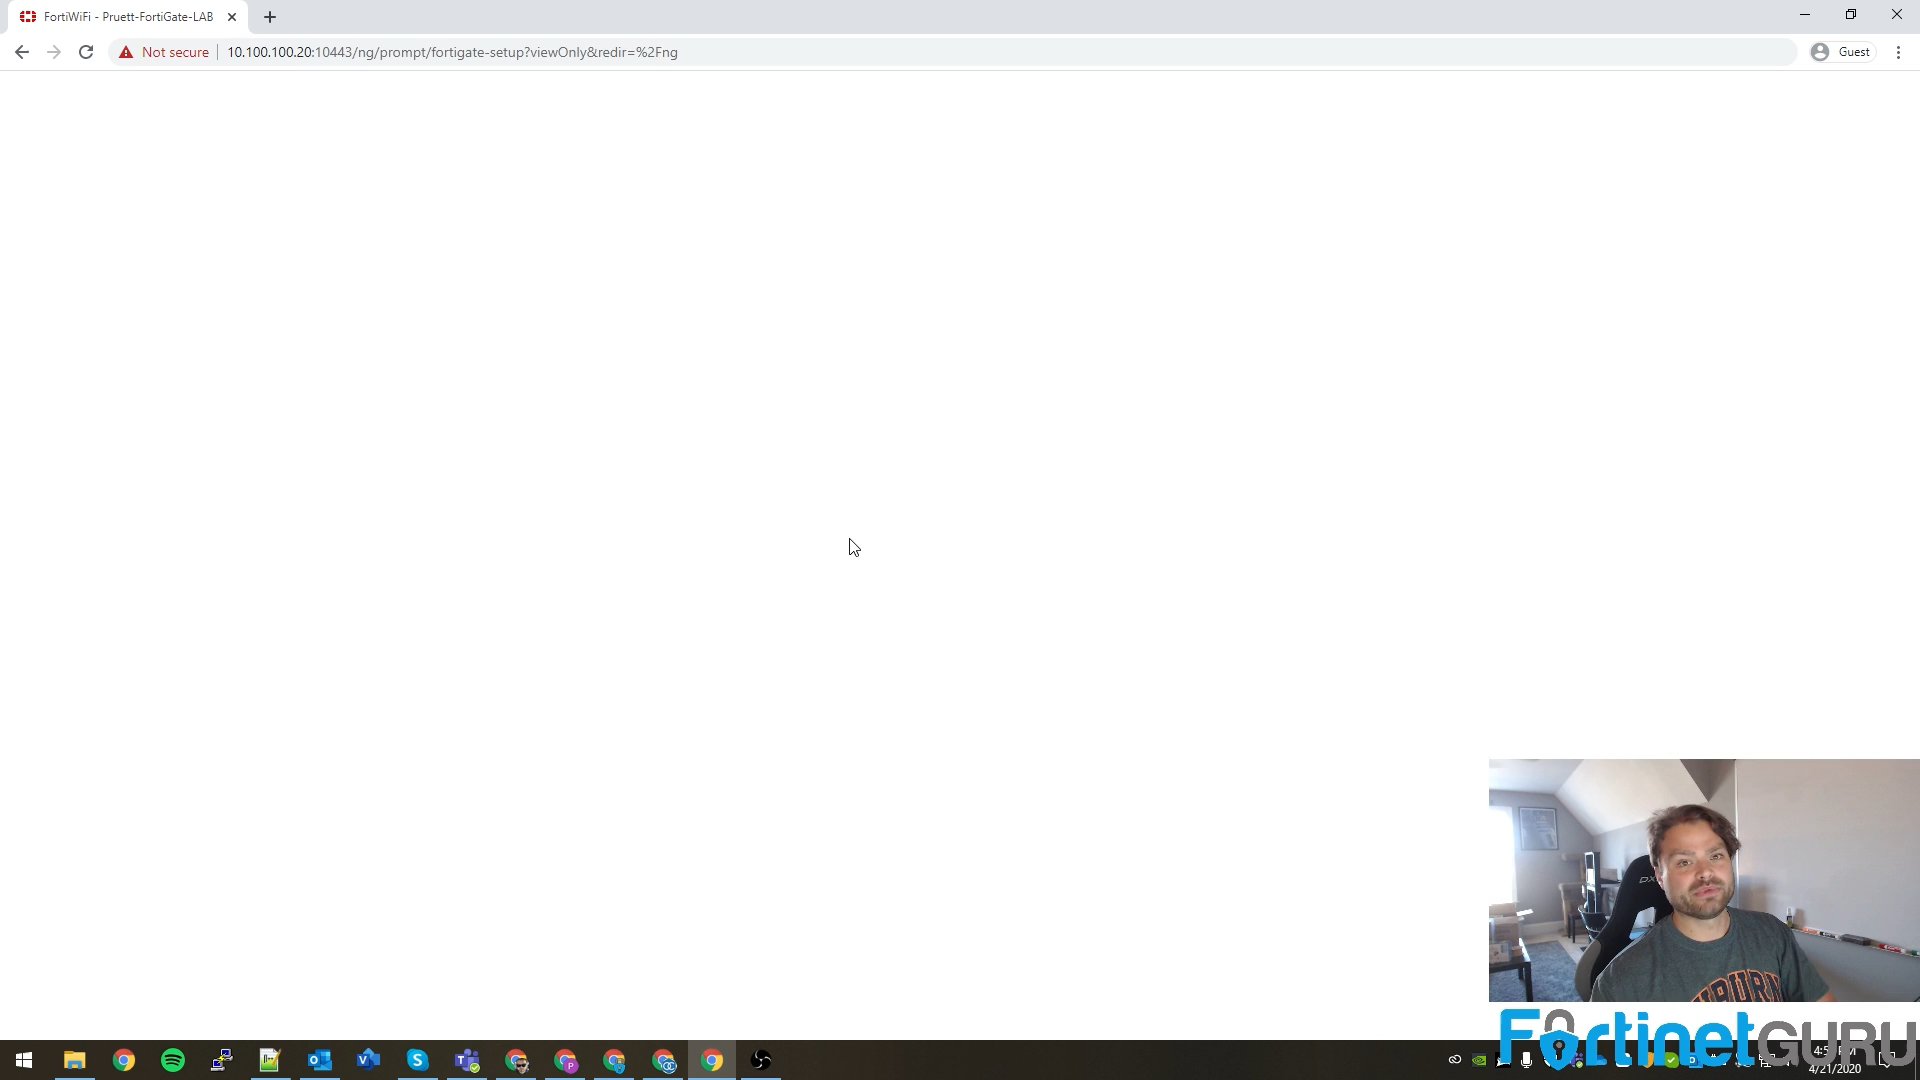 FortiWiFi - Pruett-FortiGate-LAB
Not secure
10.100.100.20:10443/ng/prompt/fortigate-setup?viewOnly&redir=%2Fng
Guest
FortinetGURU
4/21/2020